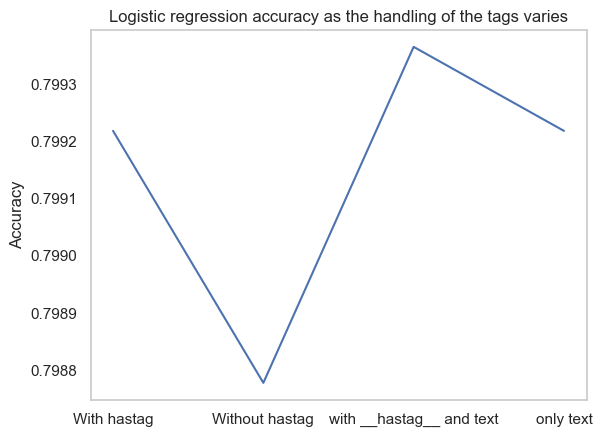 Logistic regression accuracy as the handling of the tags varies
Accuracy
0.7993
0.7992
0.7991
0.7990
0.7989
0.7988
With hastag Without hastag with __hastag__ and text only text